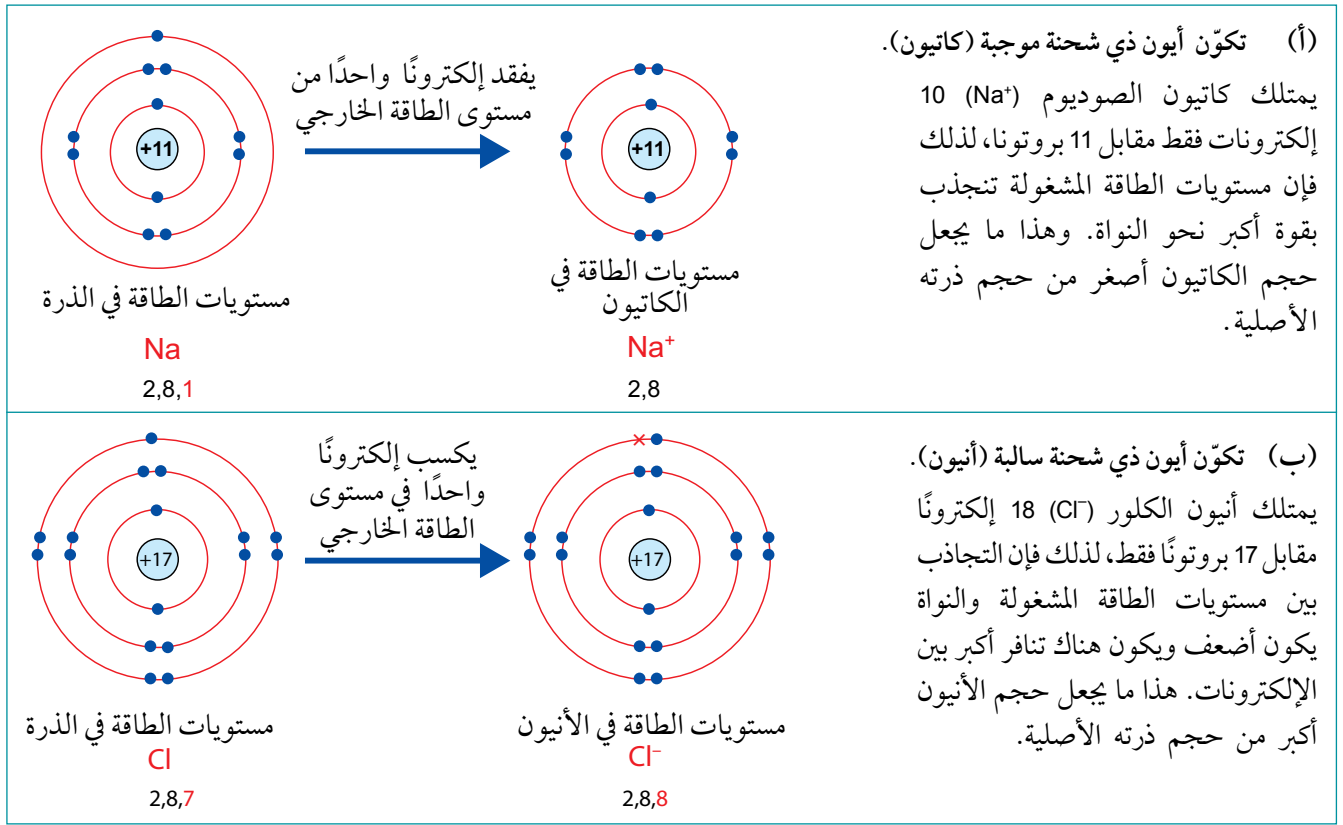 (أ) تكوّن أيون ذي شحنة موجبة (كاتيون).
يمتلك كاتيون الصوديوم (Na⁺) 10
إلكترونات فقط مقابل 11 بروتونا، لذلك
فإن مستويات الطاقة المشغولة تنجذب
بقوة أكبر نحو النواة. وهذا ما يجعل
حجم الكاتيون أصغر من حجم ذرته
الأصلية.
يفقد إلكترونًا واحدًا من
مستوى الطاقة الخارجي
+11
+11
مستويات الطاقة في
الكاتيون
Na⁺
2,8
مستويات الطاقة في الذرة
Na
2,8,1
(ب) تكوّن أيون ذي شحنة سالبة (أنيون).
يمتلك أنيون الكلور (Cl⁻) 18 إلكترونًا
مقابل 17 بروتونًا فقط، لذلك فإن التجاذب
بين مستويات الطاقة المشغولة والنواة
يكون أضعف ويكون هناك تنافر أكبر بين
الإلكترونات. هذا ما يجعل حجم الأنيون
أكبر من حجم ذرته الأصلية.
يكسب إلكترونًا
واحدًا في مستوى
الطاقة الخارجي
+17
+17
مستويات الطاقة في الأنيون
Cl⁻
2,8,8
مستويات الطاقة في الذرة
Cl
2,8,7